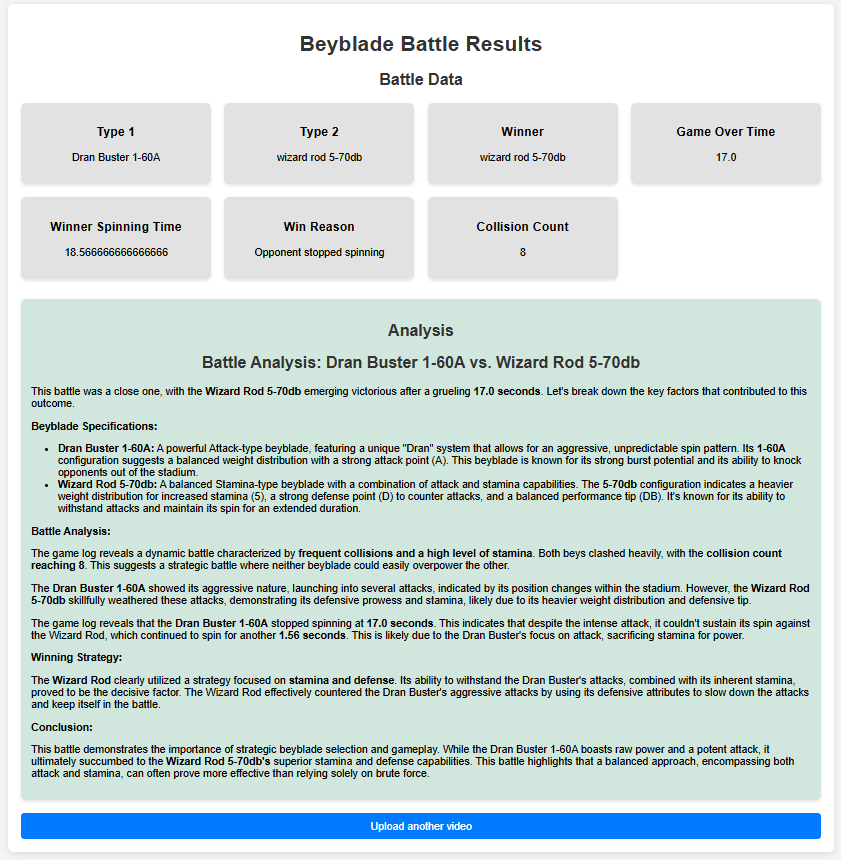 Beyblade Battle Results
Battle Data
Type 1
Dran Buster 1-60A
Type 2
wizard rod 5-70db
Winner
wizard rod 5-70db
Game Over Time
17.0
Winner Spinning Time
18.566666666666666
Win Reason
Opponent stopped spinning
Collision Count
8
Analysis
Battle Analysis: Dran Buster 1-60A vs. Wizard Rod 5-70db
This battle was a close one, with the Wizard Rod 5-70db emerging victorious after a grueling 17.0 seconds. Let's break down the key factors that contributed to this
outcome.
Beyblade Specifications:
• Dran Buster 1-60A: A powerful Attack-type beyblade, featuring a unique "Dran" system that allows for an aggressive, unpredictable spin pattern. Its 1-60A
configuration suggests a balanced weight distribution with a strong attack point (A). This beyblade is known for its strong burst potential and its ability to knock
opponents out of the stadium.
• Wizard Rod 5-70db: A balanced Stamina-type beyblade with a combination of attack and stamina capabilities. The 5-70db configuration indicates a heavier
weight distribution for increased stamina (5), a strong defense point (D) to counter attacks, and a balanced performance tip (DB). It's known for its ability to
withstand attacks and maintain its spin for an extended duration.
Battle Analysis:
The game log reveals a dynamic battle characterized by frequent collisions and a high level of stamina. Both beys clashed heavily, with the collision count
reaching 8. This suggests a strategic battle where neither beyblade could easily overpower the other.
The Dran Buster 1-60A showed its aggressive nature, launching into several attacks, indicated by its position changes within the stadium. However, the Wizard Rod
5-70db skillfully weathered these attacks, demonstrating its defensive prowess and stamina, likely due to its heavier weight distribution and defensive tip.
The game log reveals that the Dran Buster 1-60A stopped spinning at 17.0 seconds. This indicates that despite the intense attack, it couldn't sustain its spin against
the Wizard Rod, which continued to spin for another 1.56 seconds. This is likely due to the Dran Buster's focus on attack, sacrificing stamina for power.
Winning Strategy:
The Wizard Rod clearly utilized a strategy focused on stamina and defense. Its ability to withstand the Dran Buster's attacks, combined with its inherent stamina,
proved to be the decisive factor. The Wizard Rod effectively countered the Dran Buster's aggressive attacks by using its defensive attributes to slow down the attacks
and keep itself in the battle.
Conclusion:
This battle demonstrates the importance of strategic beyblade selection and gameplay. While the Dran Buster 1-60A boasts raw power and a potent attack, it
ultimately succumbed to the Wizard Rod 5-70db's superior stamina and defense capabilities. This battle highlights that a balanced approach, encompassing both
attack and stamina, can often prove more effective than relying solely on brute force.
Upload another video